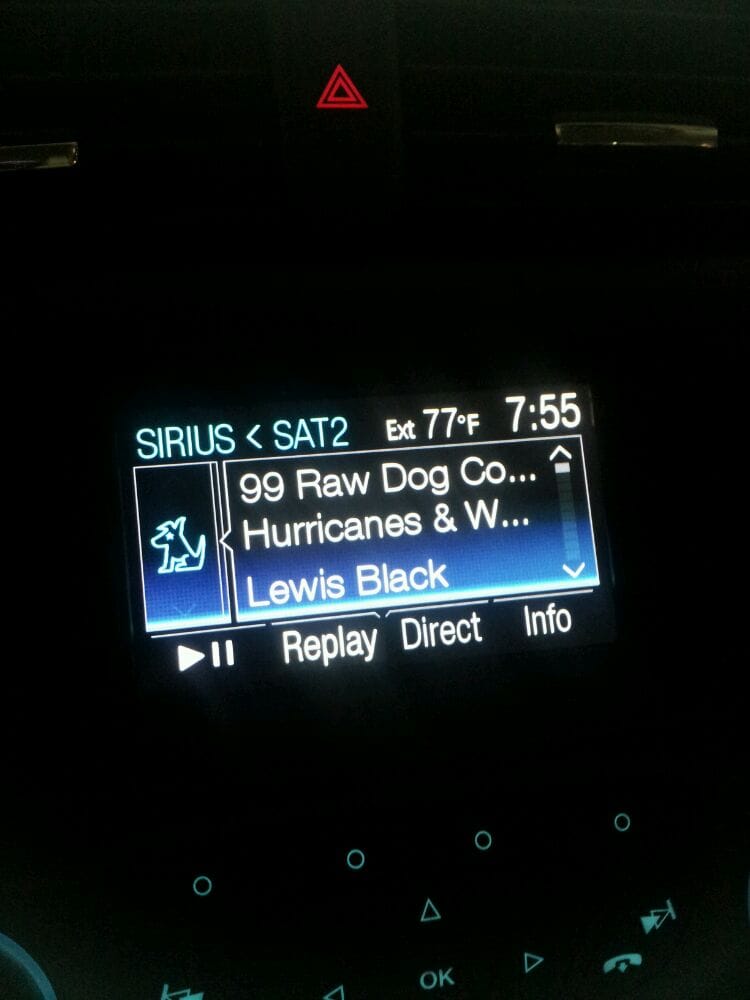 SIRIUS < SAT2 Ext 77°F 7:55
99 Raw Dog Co...
Hurricanes & W...
Lewis Black
Replay Direct Info
OK